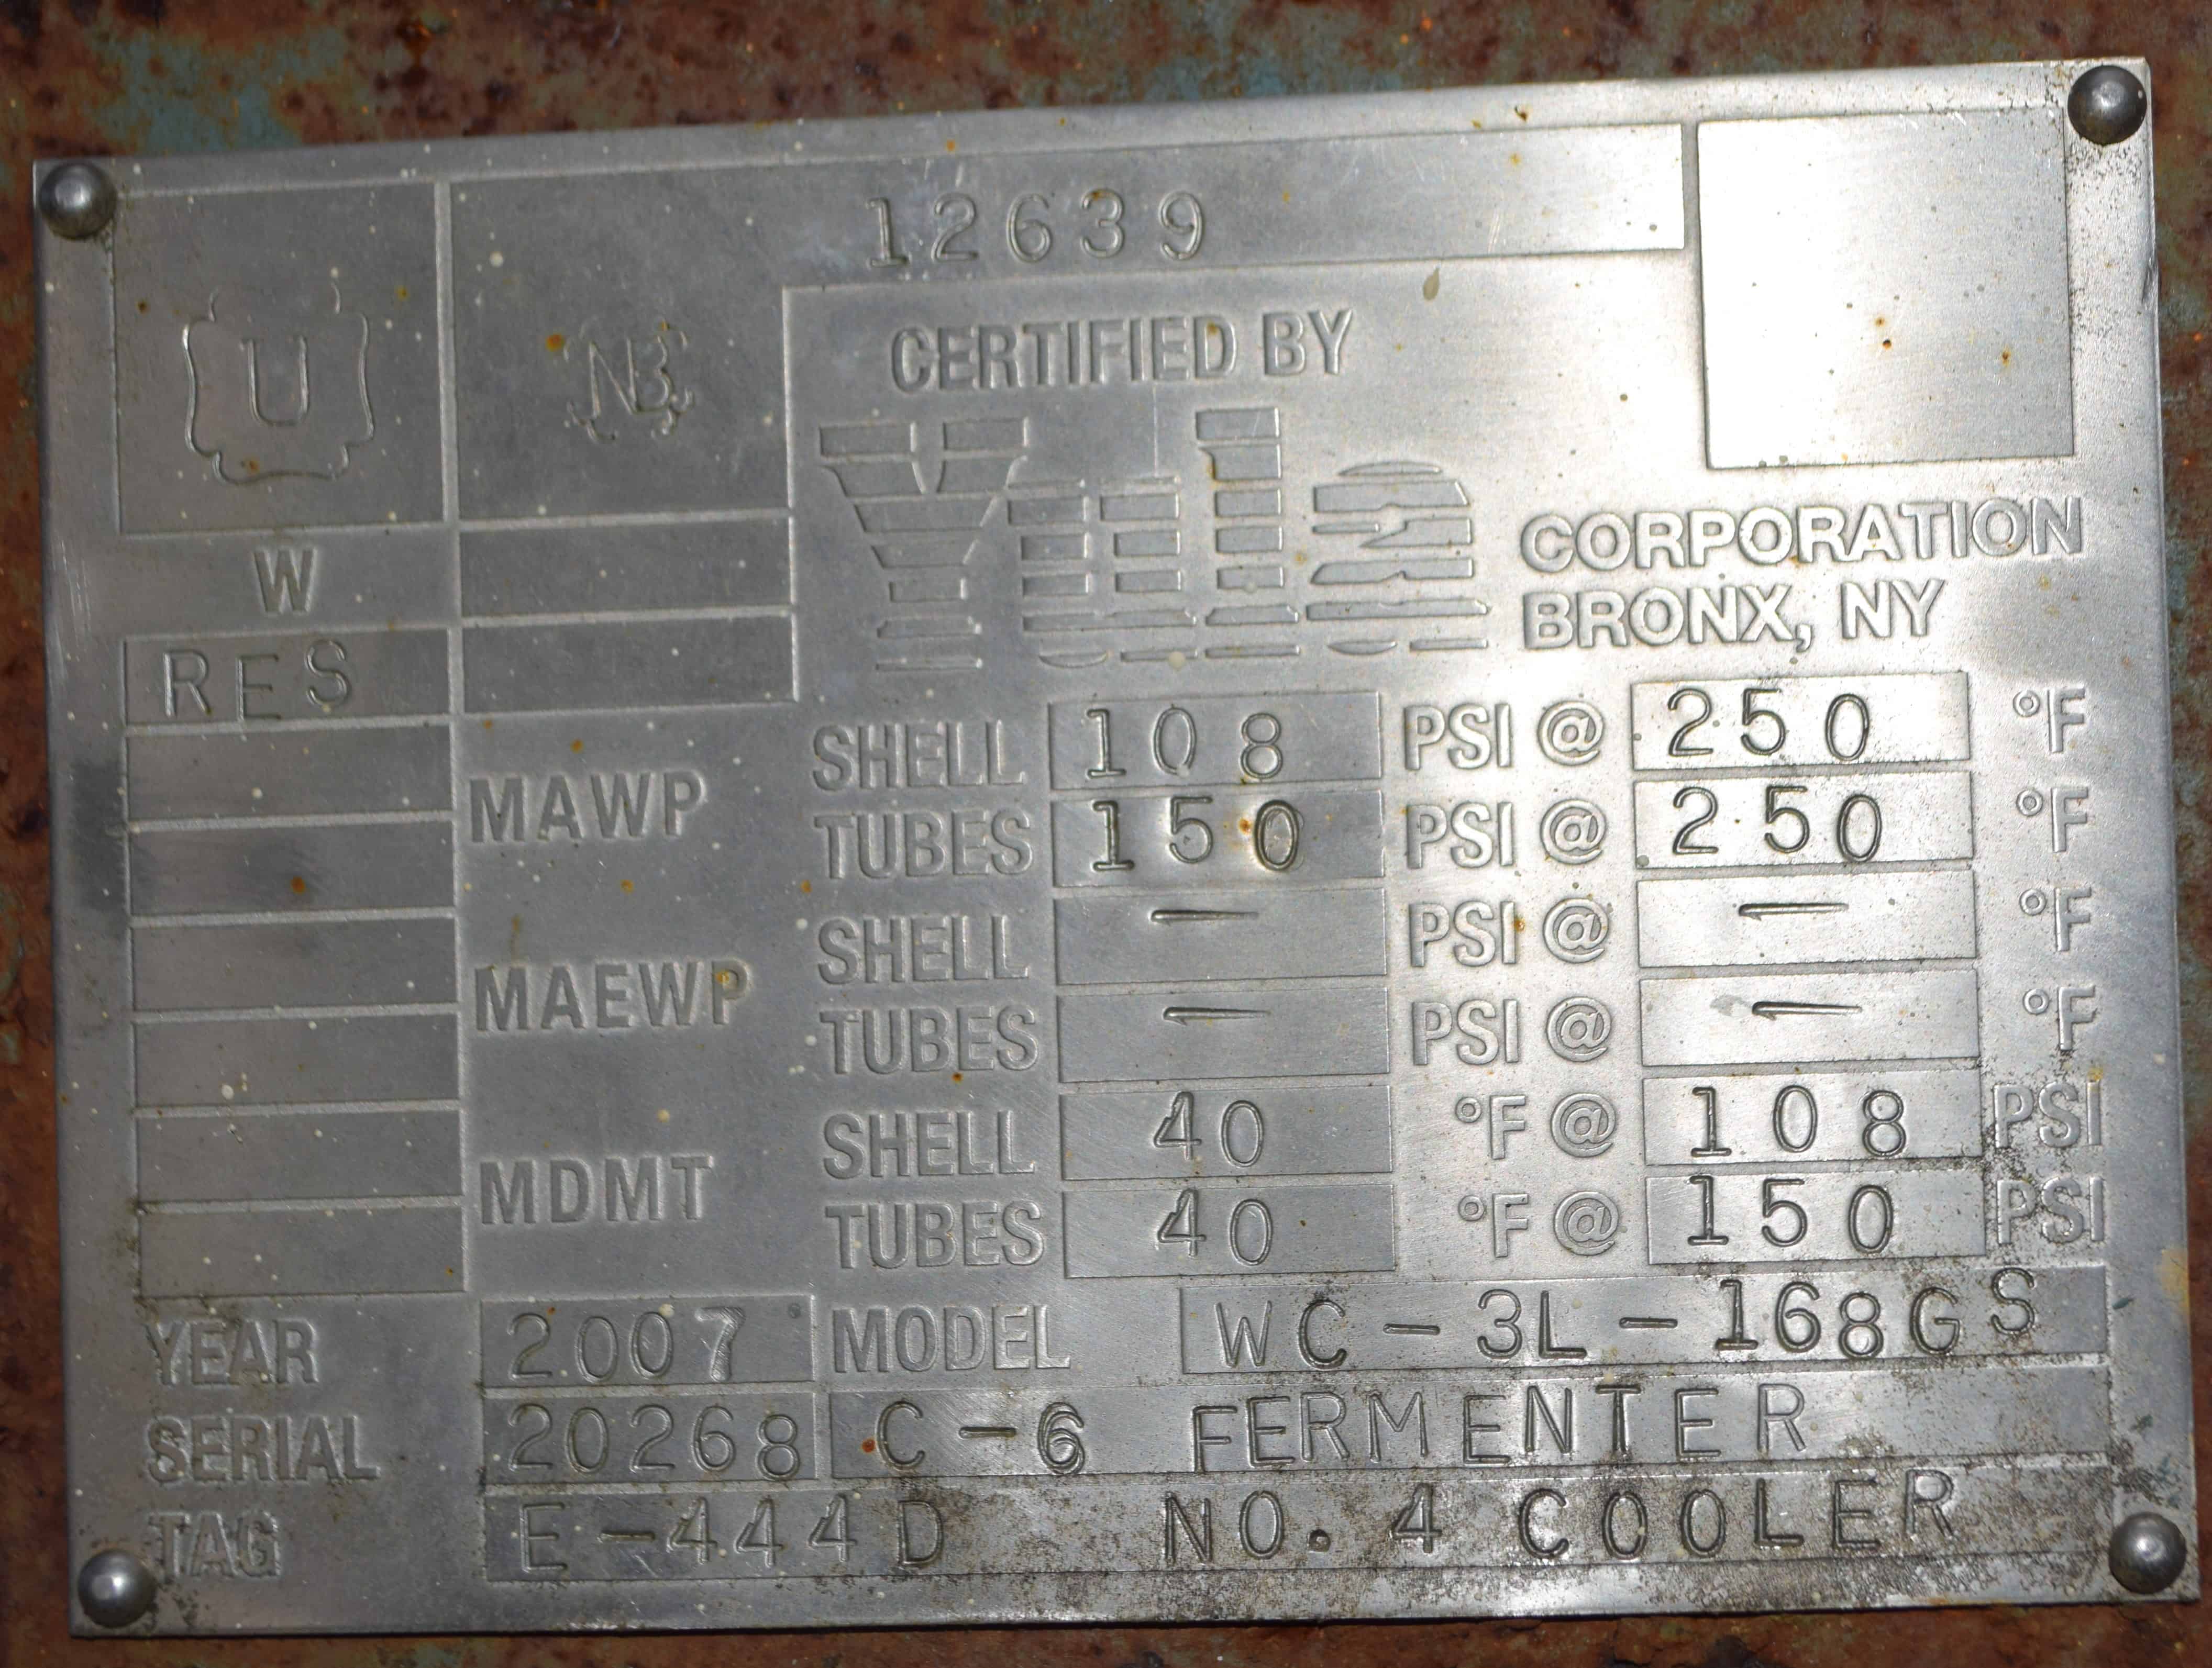 12639
U
NB
CERTIFIED BY
Yula CORPORATION
BRONX, NY
W
RES
MAWP SHELL 108 PSI @ 250 °F
TUBES 150 PSI @ 250 °F
MAEWP SHELL — PSI @ — °F
TUBES — PSI @ — °F
MDMT SHELL 40 °F @ 108 PSI
TUBES 40 °F @ 150 PSI
YEAR 2007 MODEL WC-3L-168GS
SERIAL 20268 C-6 FERMENTER
TAG E-444D NO. 4 COOLER